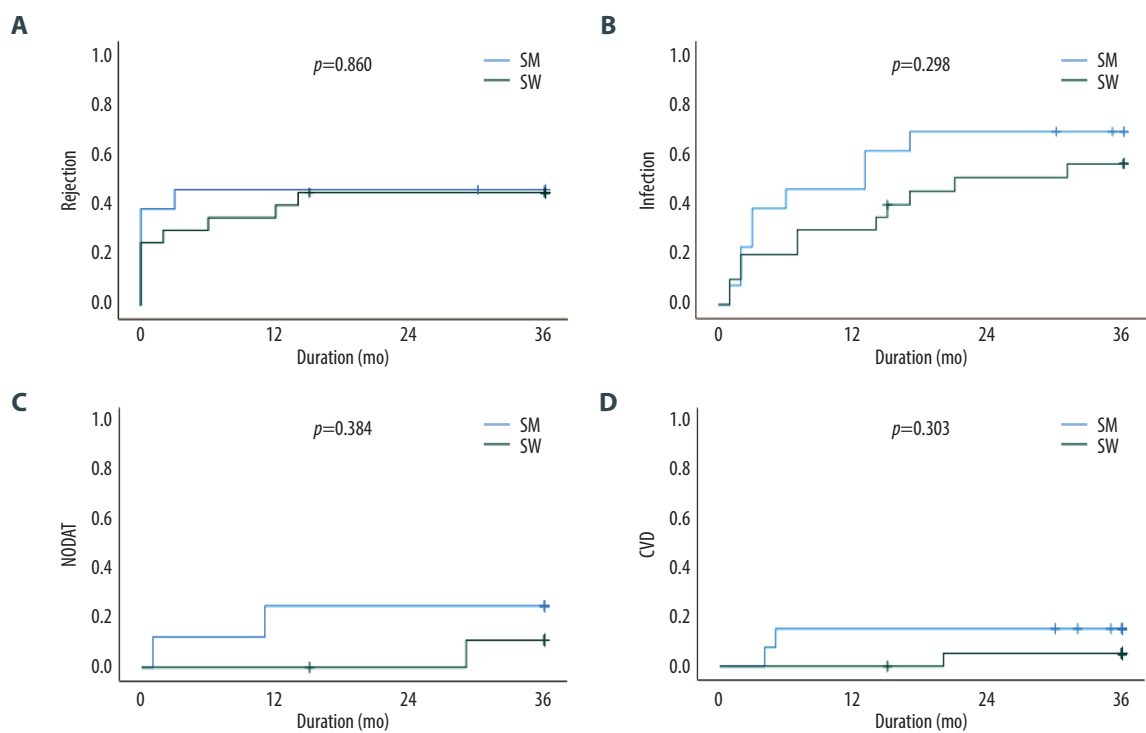 A
p=0.860
SM
SW
1.0
0.8
0.6
0.4
0.2
0.0
Rejection
0 12 24 36
Duration (mo)
B
p=0.298
SM
SW
1.0
0.8
0.6
0.4
0.2
0.0
Infection
0 12 24 36
Duration (mo)
C
p=0.384
SM
SW
1.0
0.8
0.6
0.4
0.2
0.0
NODAT
0 12 24 36
Duration (mo)
D
p=0.303
SM
SW
1.0
0.8
0.6
0.4
0.2
0.0
CVD
0 12 24 36
Duration (mo)